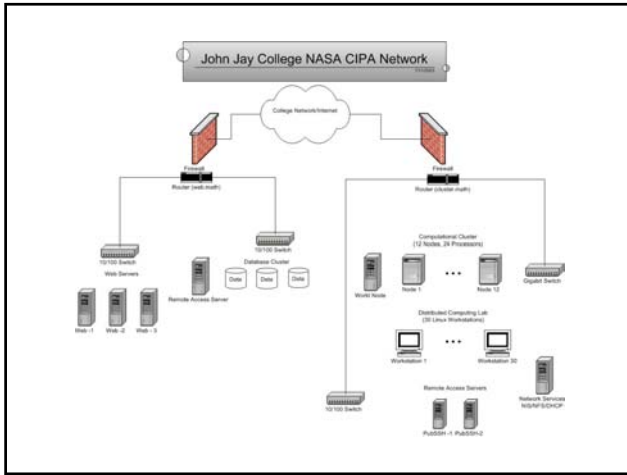 John Jay College NASA CIPA Network
College Network/Internet
Firewall
Router (web.math)
Firewall
Router (cluster.math)
10/100 Switch
Web Servers
Web -1
Web -2
Web - 3
10/100 Switch
Database Cluster
Remote Access Server
Data
Data
Data
Computational Cluster
(12 Nodes, 24 Processors)
World Node
Node 1
Node 12
Gigabit Switch
Distributed Computing Lab
(30 Linux Workstations)
Workstation 1
Workstation 30
Remote Access Servers
PubSSH -1
PubSSH-2
Network Services
NIS/NFS/DHCP
10/100 Switch